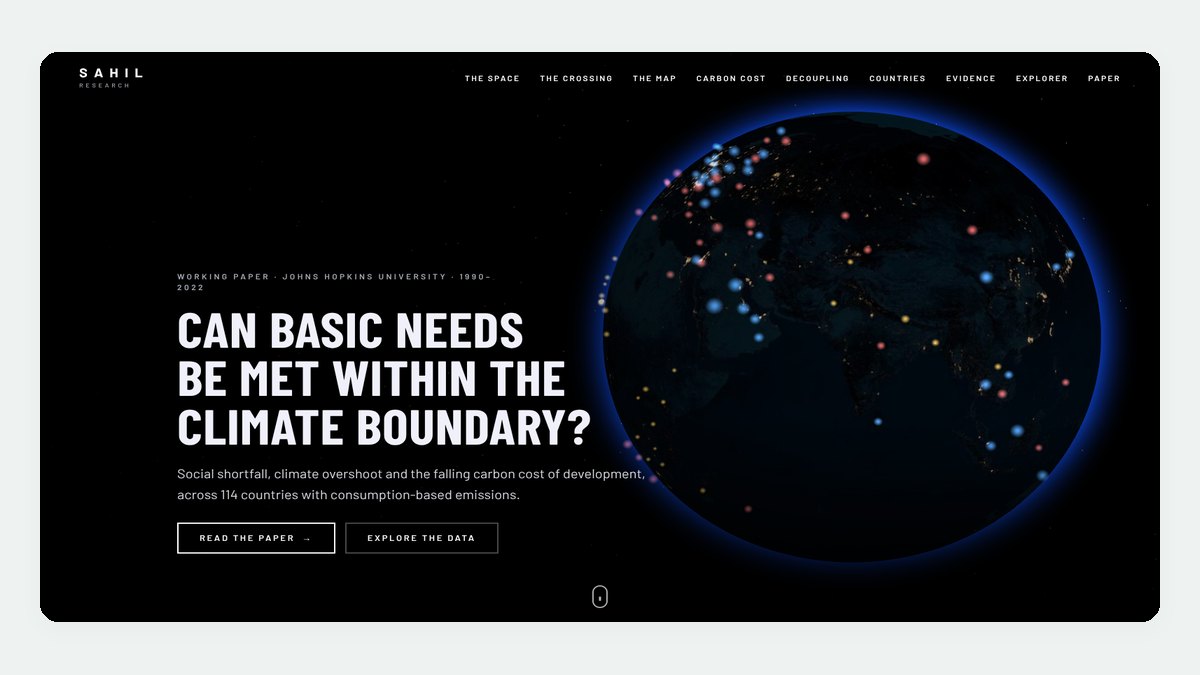 SAHIL
RESEARCH
THE SPACE THE CROSSING THE MAP CARBON COST DECOUPLING COUNTRIES EVIDENCE EXPLORER PAPER
WORKING PAPER · JOHNS HOPKINS UNIVERSITY · 1990–
2022
CAN BASIC NEEDS
BE MET WITHIN THE
CLIMATE BOUNDARY?
Social shortfall, climate overshoot and the falling carbon cost of development,
across 114 countries with consumption-based emissions.
READ THE PAPER → EXPLORE THE DATA